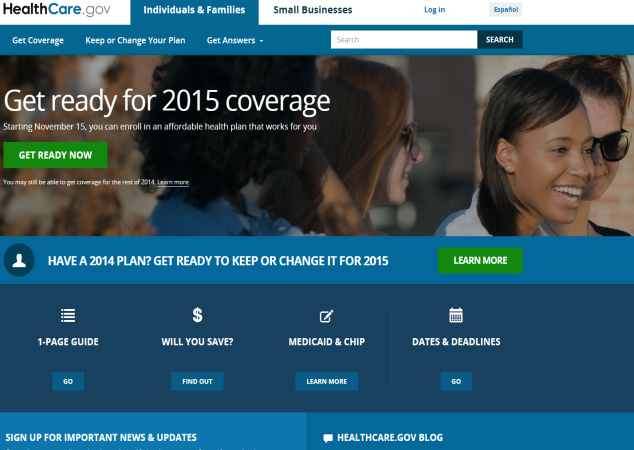 HealthCare.gov
Individuals & Families
Small Businesses
Log in
Español
Get Coverage
Keep or Change Your Plan
Get Answers
Search
SEARCH
Get ready for 2015 coverage
Starting November 15, you can enroll in an affordable health plan that works for you
GET READY NOW
You may still be able to get coverage for the rest of 2014. Learn more.
HAVE A 2014 PLAN? GET READY TO KEEP OR CHANGE IT FOR 2015
LEARN MORE
1-PAGE GUIDE
WILL YOU SAVE?
MEDICAID & CHIP
DATES & DEADLINES
GO
FIND OUT
LEARN MORE
GO
SIGN UP FOR IMPORTANT NEWS & UPDATES
HEALTHCARE.GOV BLOG